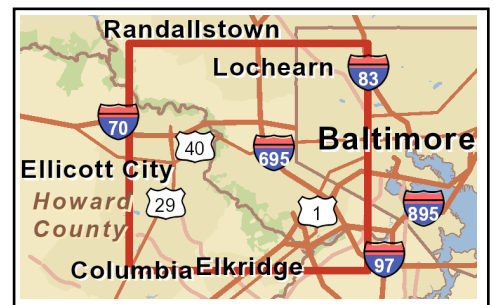 Randallstown
Lochearn
83
70
Baltimore
40
695
Ellicott City
29
Howard
County
1
895
97
Columbia
Elkridge